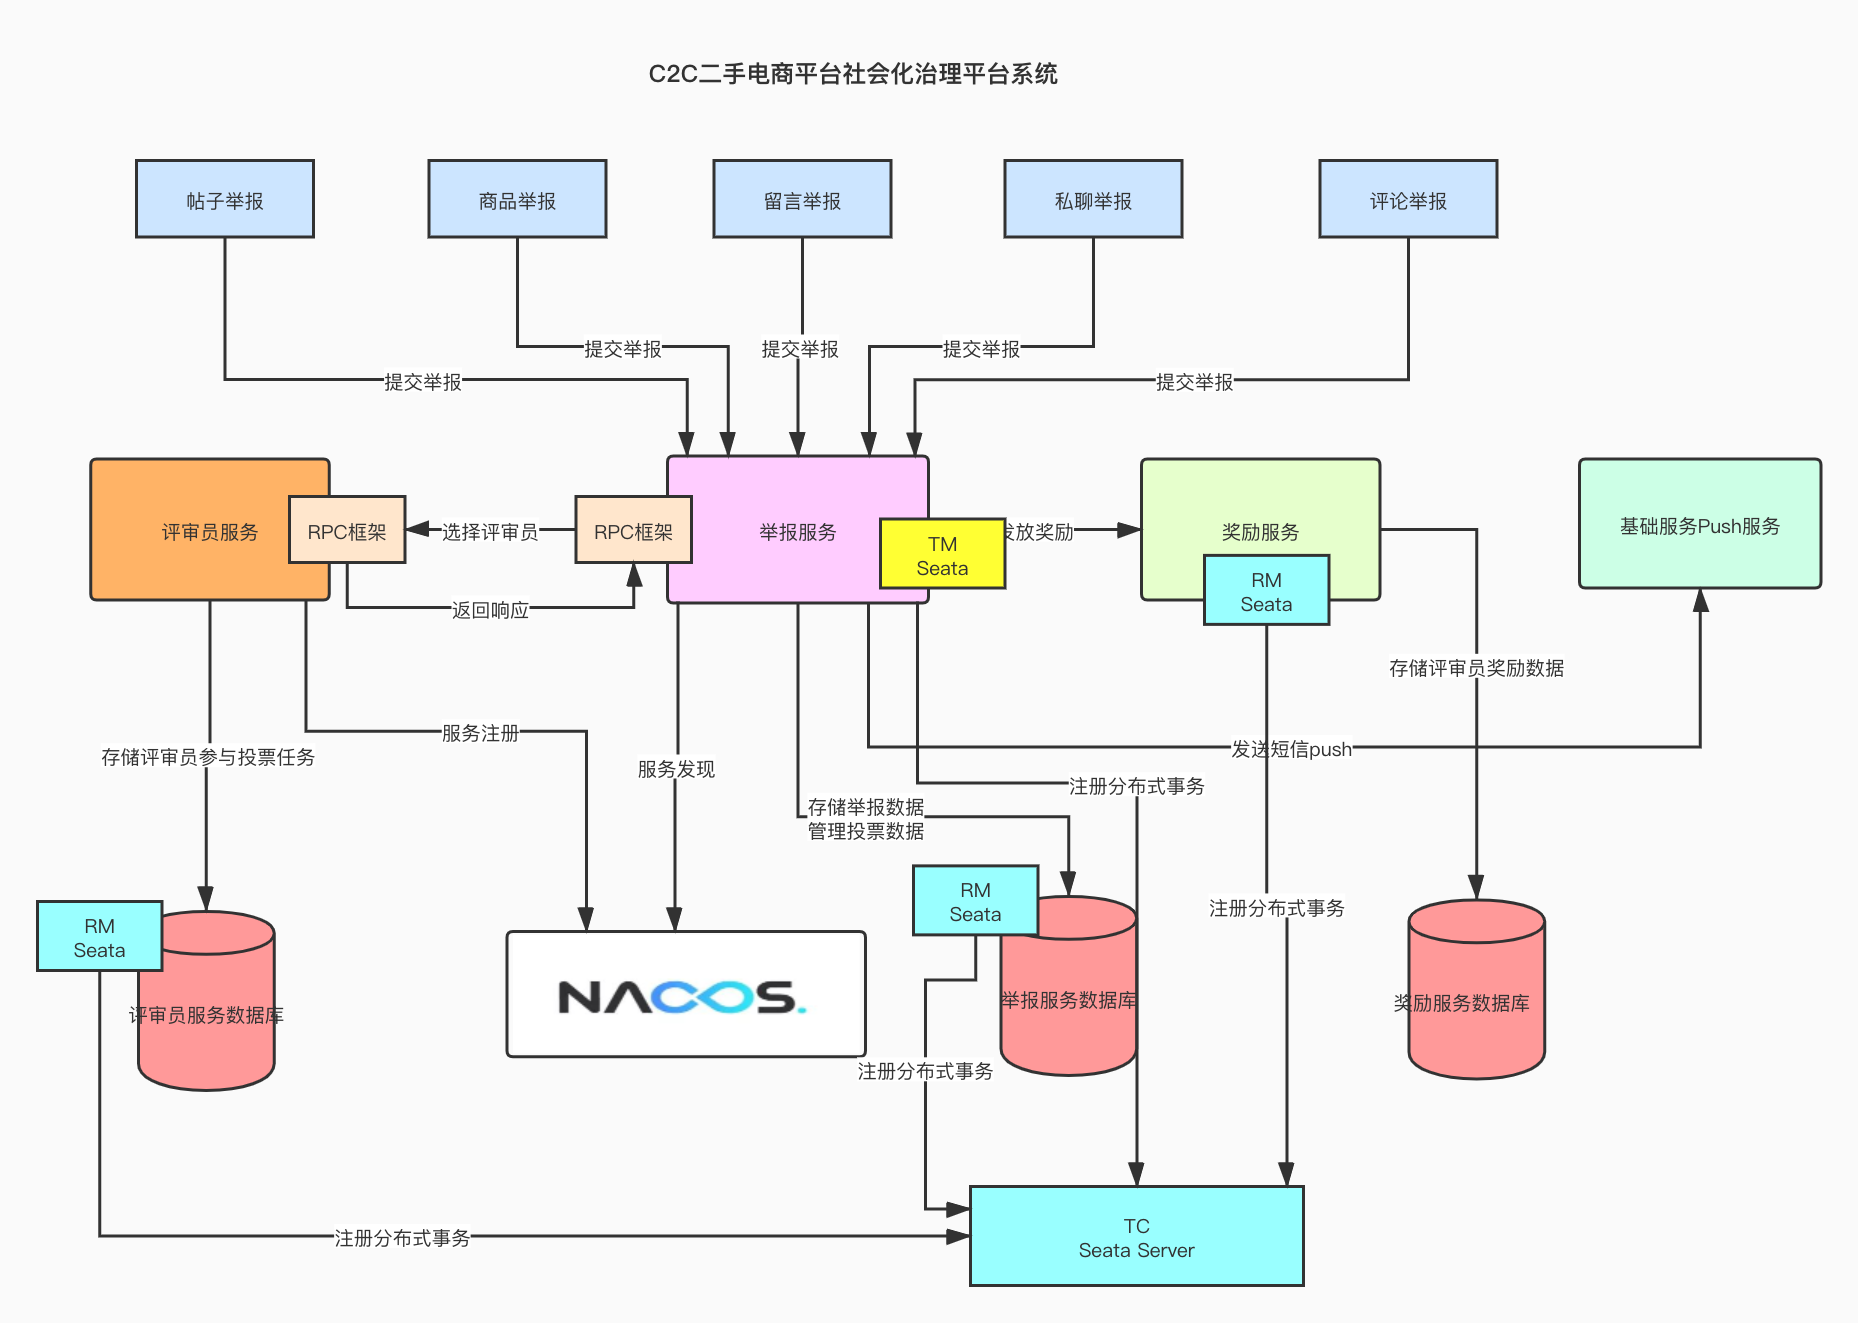 C2C二手电商平台社会化治理平台系统
帖子举报
商品举报
留言举报
私聊举报
评论举报
提交举报
提交举报
提交举报
提交举报
提交举报
评审员服务
RPC框架
选择评审员
RPC框架
举报服务
TM
Seata
发放奖励
奖励服务
RM
Seata
基础服务Push服务
返回响应
存储评审员奖励数据
服务注册
存储评审员参与投票任务
服务发现
发送短信push
注册分布式事务
存储举报数据
管理投票数据
RM
Seata
RM
Seata
注册分布式事务
NACOS.
评审员服务数据库
举报服务数据库
奖励服务数据库
注册分布式事务
注册分布式事务
TC
Seata Server